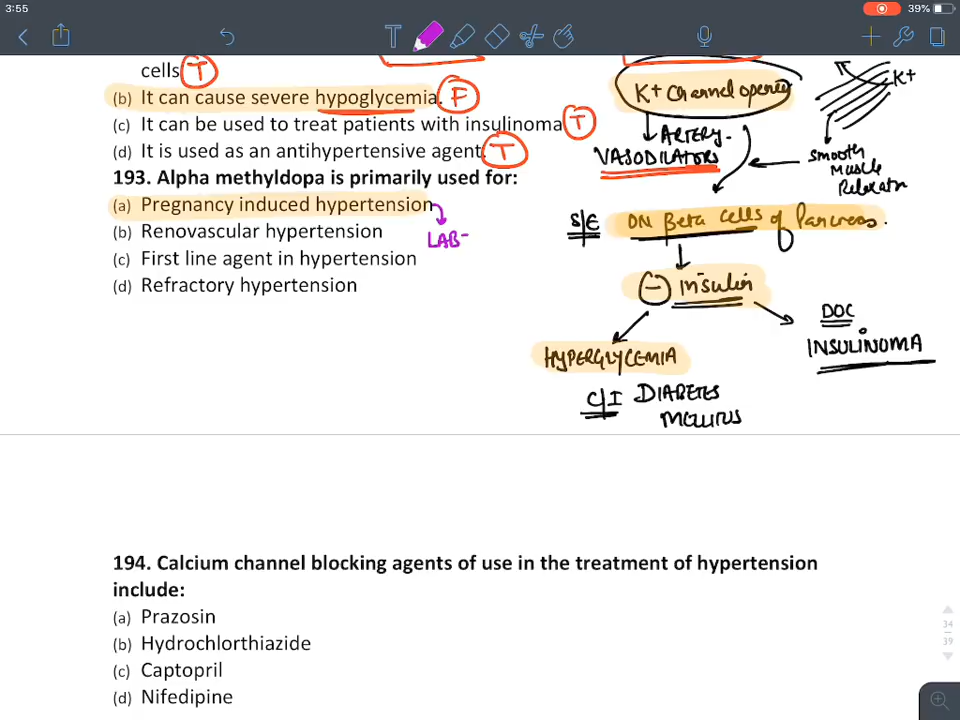 3:55
39%
T
cells T
(b) It can cause severe hypoglycemia. F
(c) It can be used to treat patients with insulinoma T
(d) It is used as an antihypertensive agent. T
193. Alpha methyldopa is primarily used for:
(a) Pregnancy induced hypertension
LAB-
(b) Renovascular hypertension
(c) First line agent in hypertension
(d) Refractory hypertension
K+ Channel opener
K+
ARTERY-
VASODILATORS
Smooth
Muscle
Relaxatn
S/E ON Beta cells of Pancreas.
- insulin
DOC
INSULINOMA
HYPERGLYCEMIA
C/I DIABETES
MELLITUS
194. Calcium channel blocking agents of use in the treatment of hypertension
include:
(a) Prazosin
(b) Hydrochlorthiazide
(c) Captopril
(d) Nifedipine
34
39